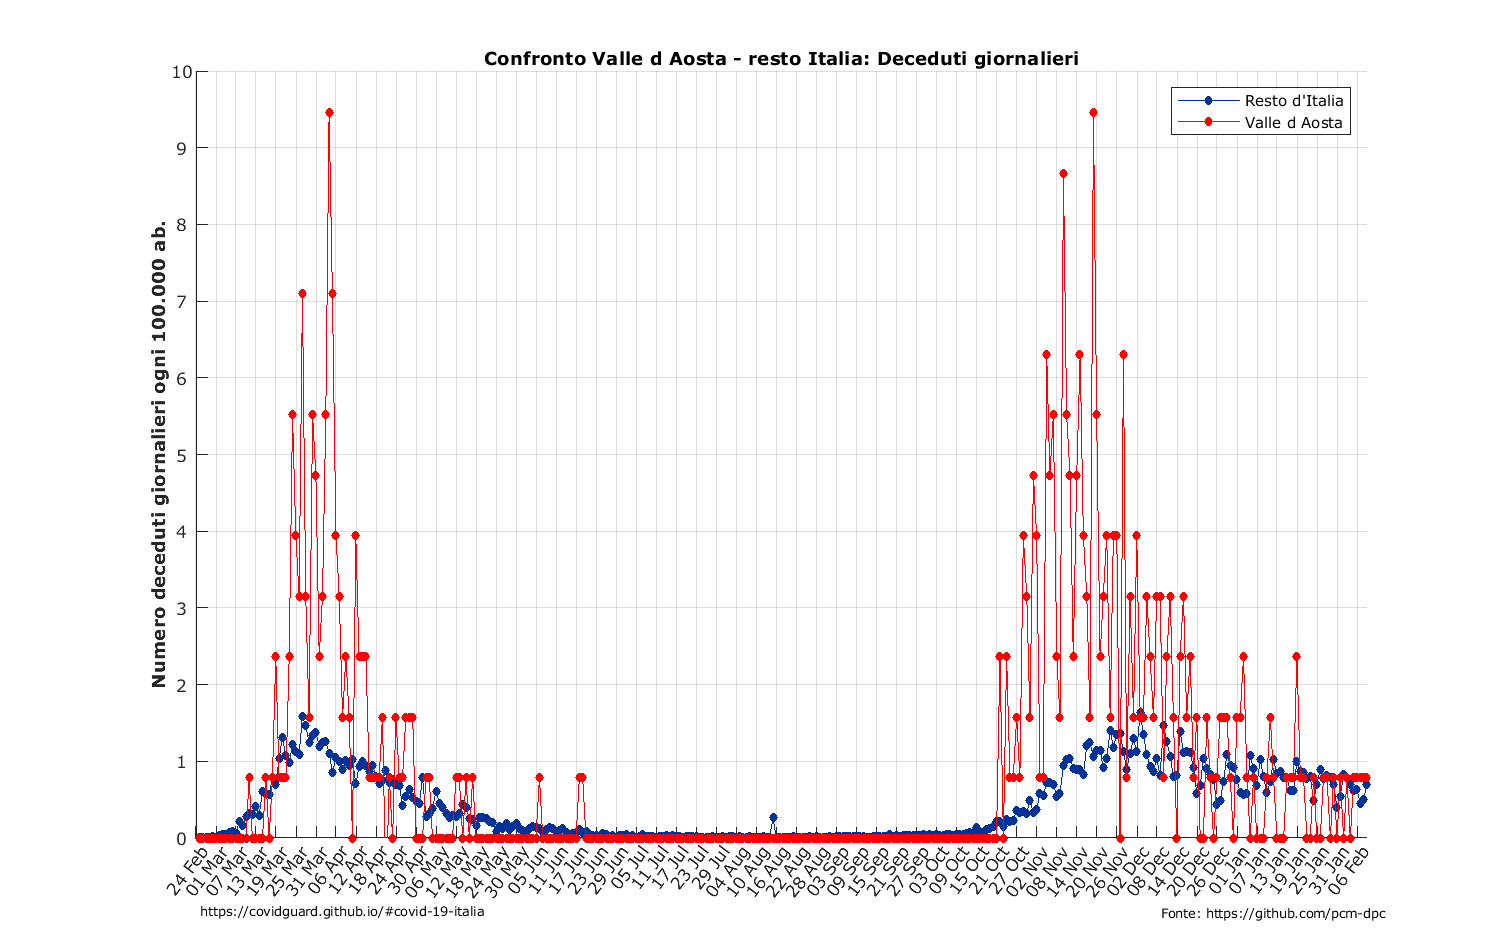 Confronto Valle d Aosta - resto Italia: Deceduti giornalieri
Numero deceduti giornalieri ogni 100.000 ab.
10
9
8
7
6
5
4
3
2
1
0
Resto d'Italia
Valle d Aosta
24 Feb
01 Mar
07 Mar
13 Mar
19 Mar
25 Mar
31 Mar
06 Apr
12 Apr
18 Apr
24 Apr
30 Apr
06 May
12 May
18 May
24 May
30 May
05 Jun
11 Jun
17 Jun
23 Jun
29 Jun
05 Jul
11 Jul
17 Jul
23 Jul
29 Jul
04 Aug
10 Aug
16 Aug
22 Aug
28 Aug
03 Sep
09 Sep
15 Sep
21 Sep
27 Sep
03 Oct
09 Oct
15 Oct
21 Oct
27 Oct
02 Nov
08 Nov
14 Nov
20 Nov
26 Nov
02 Dec
08 Dec
14 Dec
20 Dec
26 Dec
01 Jan
07 Jan
13 Jan
19 Jan
25 Jan
31 Jan
06 Feb
https://covidguard.github.io/#covid-19-italia
Fonte: https://github.com/pcm-dpc